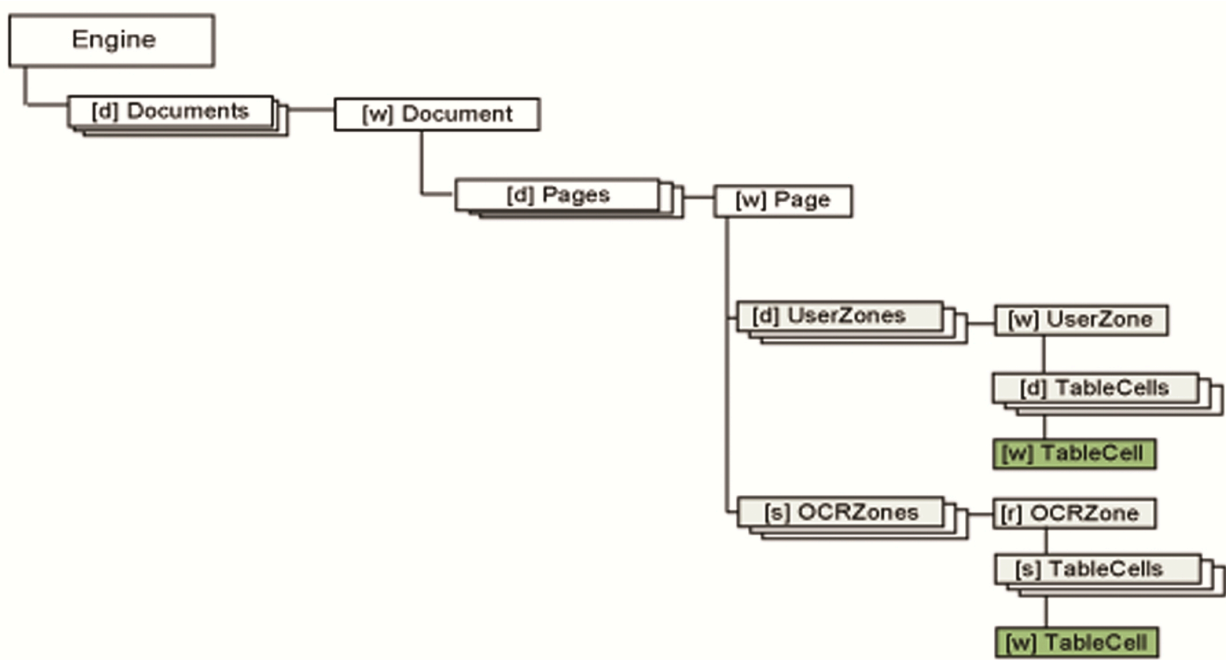 Engine
[d] Documents
[w] Document
[d] Pages
[w] Page
[d] UserZones
[w] UserZone
[d] TableCells
[w] TableCell
[s] OCRZones
[r] OCRZone
[s] TableCells
[w] TableCell